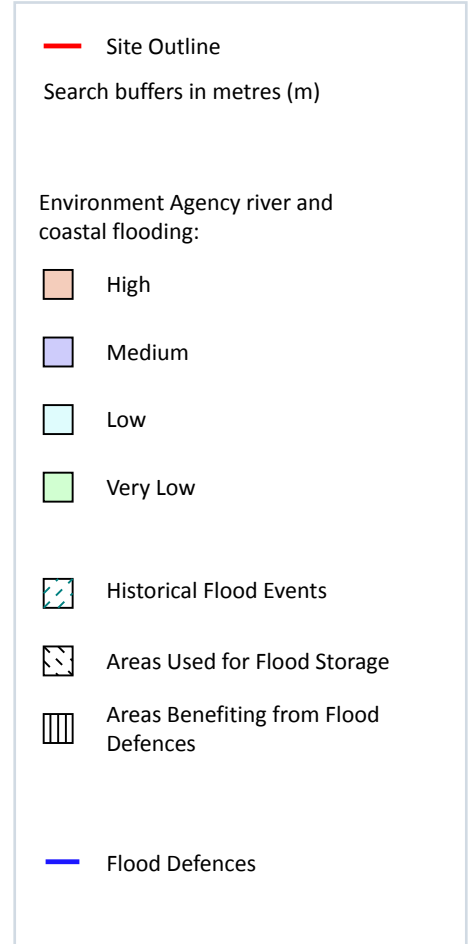 Site Outline
Search buffers in metres (m)
Environment Agency river and
coastal flooding:
High
Medium
Low
Very Low
Historical Flood Events
Areas Used for Flood Storage
Areas Benefiting from Flood
Defences
Flood Defences